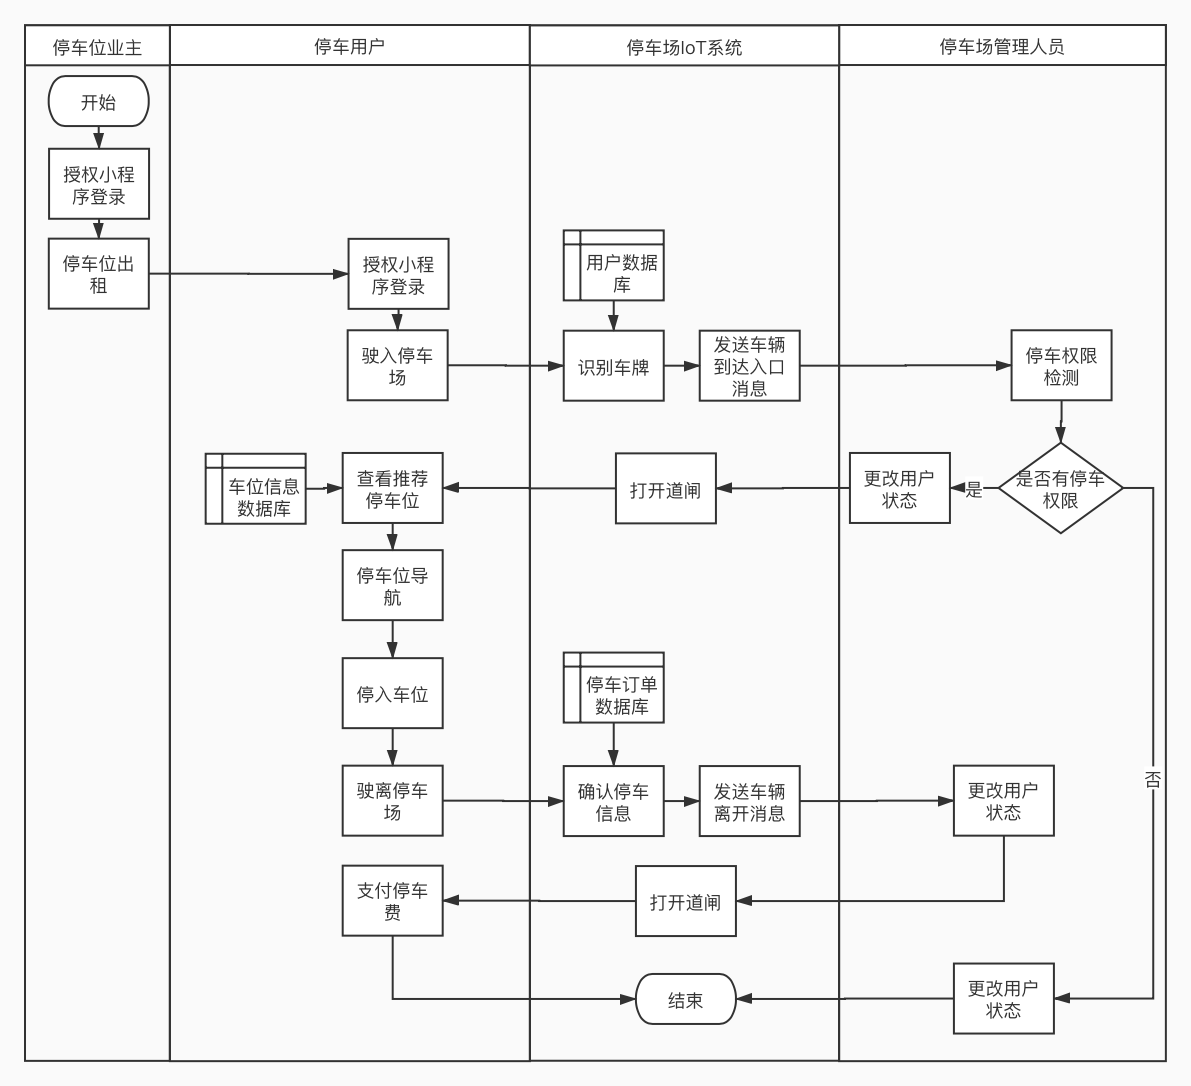 停车位业主
停车用户
停车场IoT系统
停车场管理人员
开始
授权小程
序登录
停车位出
租
授权小程
序登录
用户数据
库
驶入停车
场
识别车牌
发送车辆
到达入口
消息
停车权限
检测
车位信息
数据库
查看推荐
停车位
打开道闸
更改用户
状态
是
是否有停车
权限
停车位导
航
停入车位
停车订单
数据库
驶离停车
场
确认停车
信息
发送车辆
离开消息
更改用户
状态
否
支付停车
费
打开道闸
结束
更改用户
状态